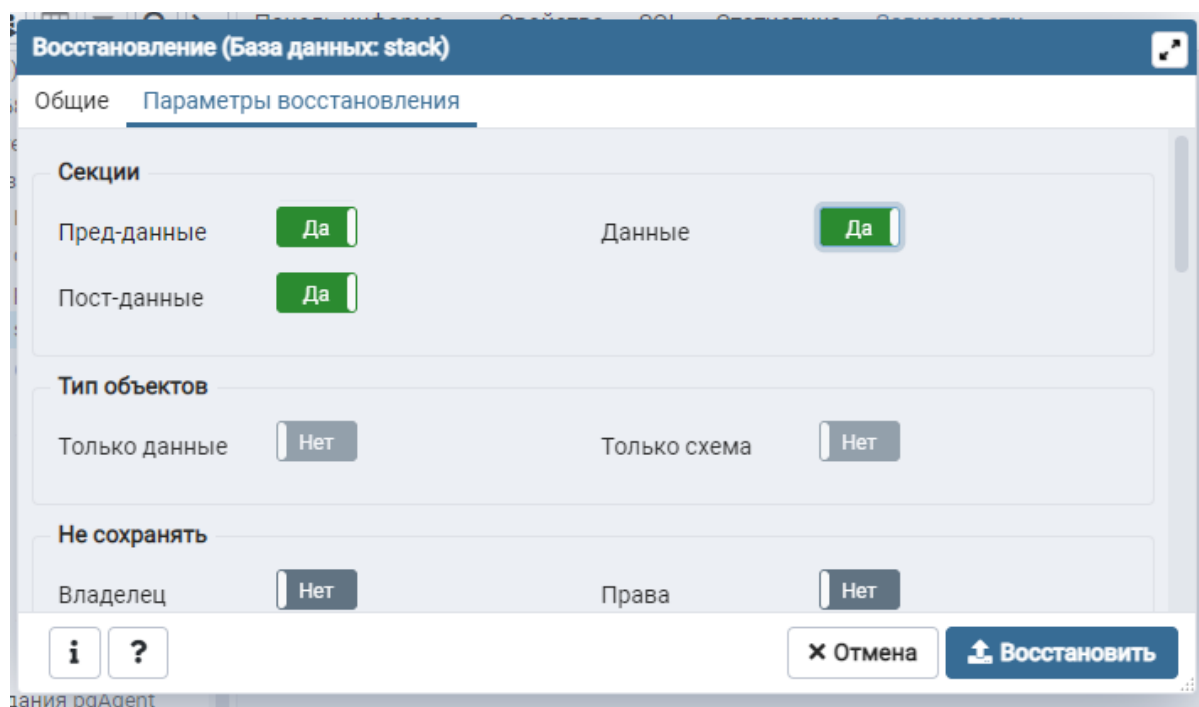 Восстановление (База данных: stack)
Общие Параметры восстановления
Секции
Пред-данные Да Данные Да
Пост-данные Да
Тип объектов
Только данные Нет Только схема Нет
Не сохранять
Владелец Нет Права Нет
i ? Отмена Восстановить
pgAgent